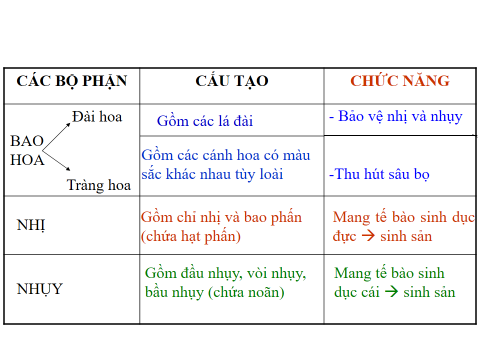 CÁC BỘ PHẬN CẤU TẠO CHỨC NĂNG
Đài hoa Gồm các lá đài - Bảo vệ nhị và nhụy
BAO
HOA
Gồm các cánh hoa có màu
sắc khác nhau tùy loài
-Thu hút sâu bọ
Tràng hoa
NHỊ
Gồm chỉ nhị và bao phấn
(chứa hạt phấn)
Mang tế bào sinh dục
đực → sinh sản
NHỤY
Gồm đầu nhụy, vòi nhụy,
bầu nhụy (chứa noãn)
Mang tế bào sinh
dục cái → sinh sản